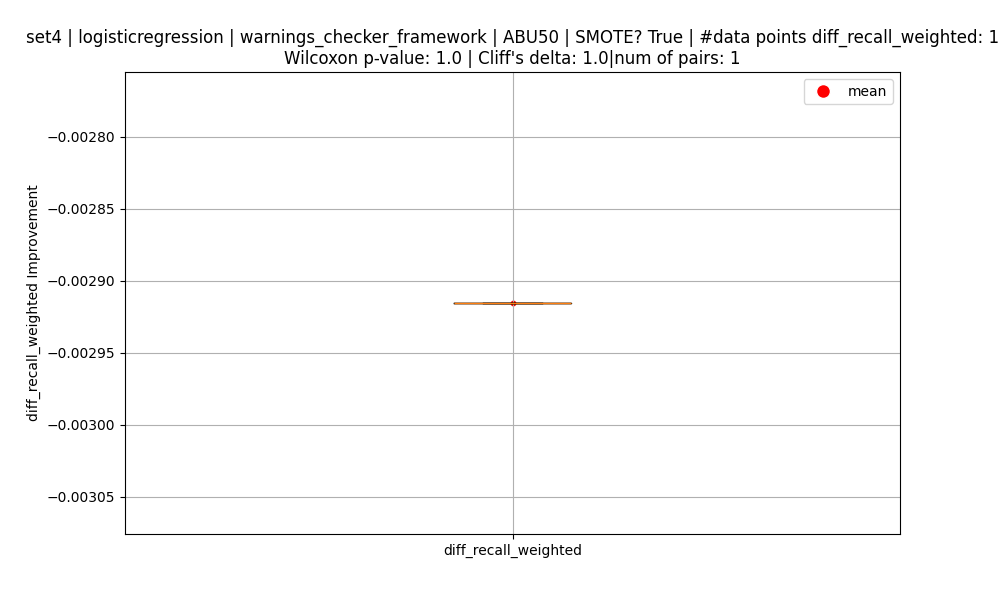 set4 | logisticregression | warnings_checker_framework | ABU50 | SMOTE? True | #data points diff_recall_weighted: 1
Wilcoxon p-value: 1.0 | Cliff's delta: 1.0|num of pairs: 1
mean
−0.00280
−0.00285
−0.00290
−0.00295
−0.00300
−0.00305
diff_recall_weighted Improvement
diff_recall_weighted